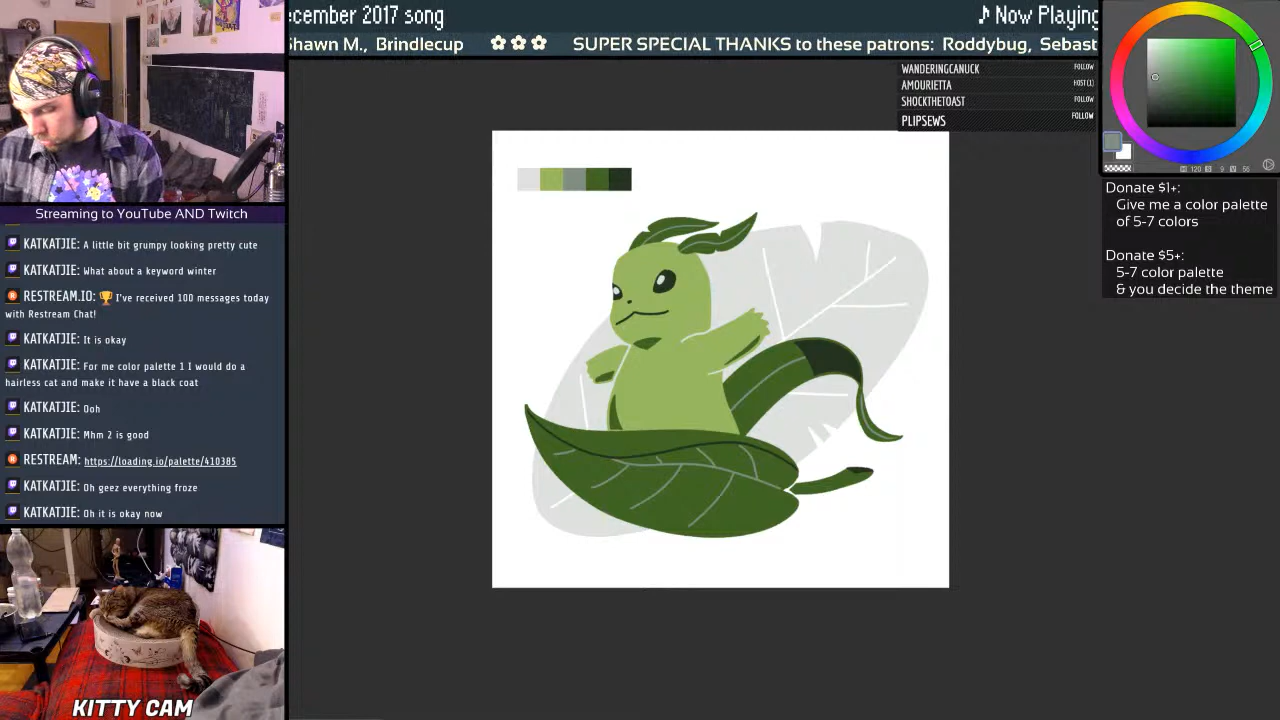 ecember 2017 song
♪ Now Playing
Shawn M.,  Brindlecup  ✿ ✿ ✿  SUPER SPECIAL THANKS to these patrons:  Roddybug,  Sebast
WANDERINGCANUCK FOLLOW
AMOURIETTA HOST (1)
SHOCKTHETOAST FOLLOW
PLIPSEWS FOLLOW
H 120 S 9 V 56
Donate $1+:
Give me a color palette
of 5-7 colors
Donate $5+:
5-7 color palette
& you decide the theme
Streaming to YouTube AND Twitch
KATKATJIE: A little bit grumpy looking pretty cute
KATKATJIE: What about a keyword winter
RESTREAM.IO: 🏆 I've received 100 messages today
with Restream Chat!
KATKATJIE: It is okay
KATKATJIE: For me color palette 1 I would do a
hairless cat and make it have a black coat
KATKATJIE: Ooh
KATKATJIE: Mhm 2 is good
RESTREAM: https://loading.io/palette/410385
KATKATJIE: Oh geez everything froze
KATKATJIE: Oh it is okay now
KITTY CAM